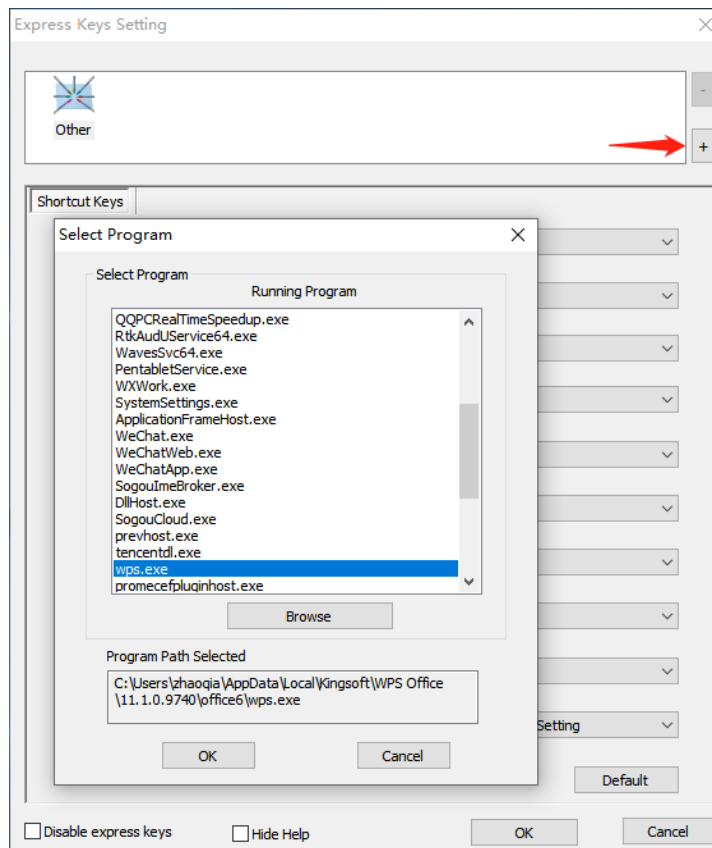 Express Keys Setting
-
Other
+
Shortcut Keys
Select Program
Select Program
Running Program
QQPCRealTimeSpeedup.exe
RtkAudUService64.exe
WavesSvc64.exe
PentabletService.exe
WXWork.exe
SystemSettings.exe
ApplicationFrameHost.exe
WeChat.exe
WeChatWeb.exe
WeChatApp.exe
SogouImeBroker.exe
DllHost.exe
SogouCloud.exe
prevhost.exe
tencentdl.exe
wps.exe
promecefpluginhost.exe
Browse
Program Path Selected
C:\Users\zhaoqia\AppData\Local\Kingsoft\WPS Office
\11.1.0.9740\office6\wps.exe
Setting
OK Cancel
Default
Disable express keys Hide Help OK Cancel